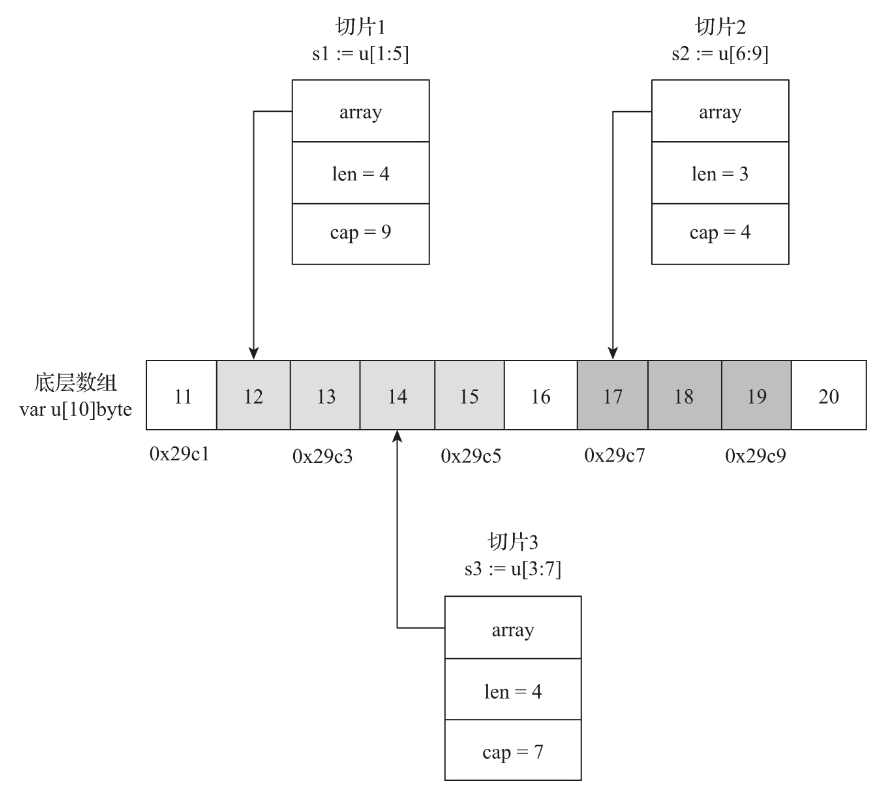 切片1
s1 := u[1:5]
array
len = 4
cap = 9
切片2
s2 := u[6:9]
array
len = 3
cap = 4
底层数组
var u[10]byte
11 12 13 14 15 16 17 18 19 20
0x29c1 0x29c3 0x29c5 0x29c7 0x29c9
切片3
s3 := u[3:7]
array
len = 4
cap = 7